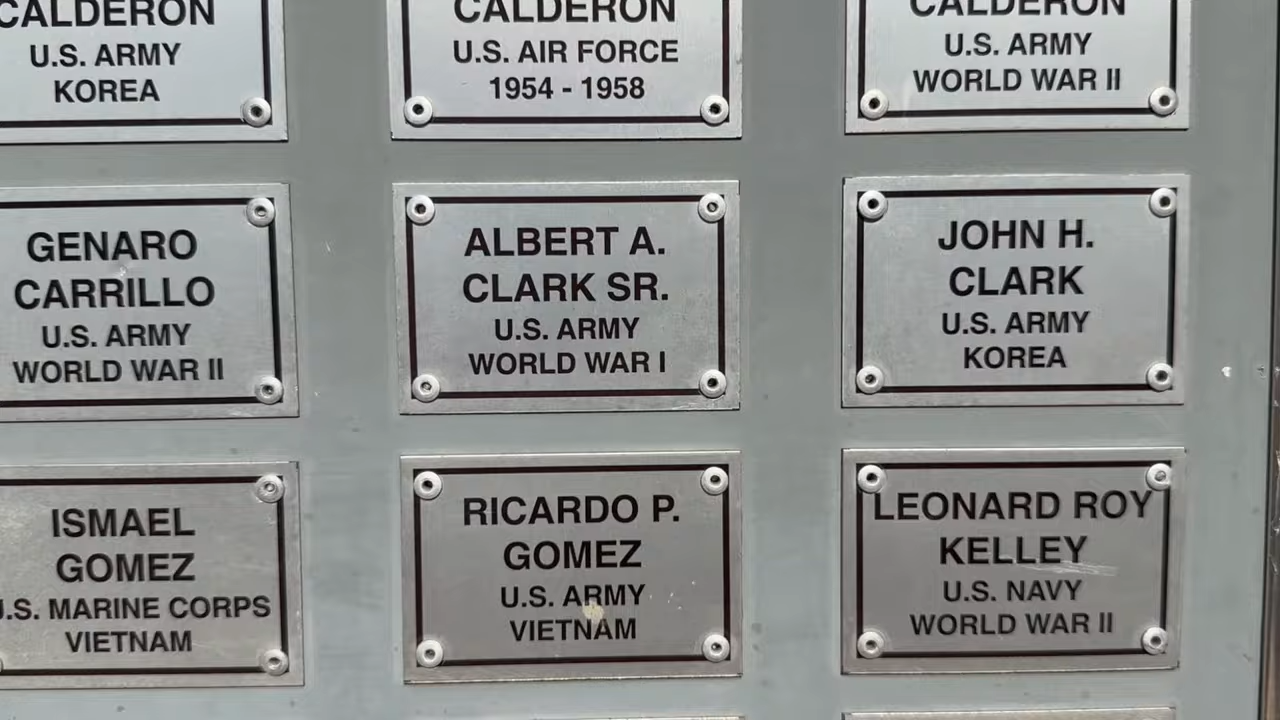 CALDERON
U.S. ARMY
KOREA
CALDERON
U.S. AIR FORCE
1954 - 1958
CALDERON
U.S. ARMY
WORLD WAR II
GENARO
CARRILLO
U.S. ARMY
WORLD WAR II
ALBERT A.
CLARK SR.
U.S. ARMY
WORLD WAR I
JOHN H.
CLARK
U.S. ARMY
KOREA
ISMAEL
GOMEZ
U.S. MARINE CORPS
VIETNAM
RICARDO P.
GOMEZ
U.S. ARMY
VIETNAM
LEONARD ROY
KELLEY
U.S. NAVY
WORLD WAR II